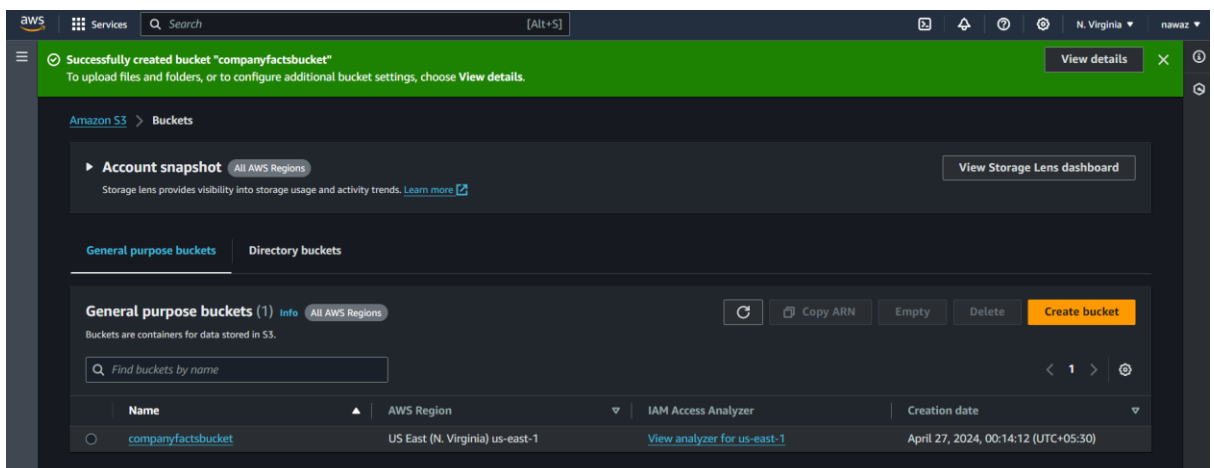 aws Services Search [Alt+S] N. Virginia nawaz
Successfully created bucket "companyfactsbucket"
To upload files and folders, or to configure additional bucket settings, choose View details.
View details
Amazon S3 > Buckets
Account snapshot All AWS Regions
Storage lens provides visibility into storage usage and activity trends. Learn more
View Storage Lens dashboard
General purpose buckets Directory buckets
General purpose buckets (1) Info All AWS Regions
Buckets are containers for data stored in S3.
Copy ARN Empty Delete Create bucket
Find buckets by name
< 1 >
Name AWS Region IAM Access Analyzer Creation date
companyfactsbucket US East (N. Virginia) us-east-1 View analyzer for us-east-1 April 27, 2024, 00:14:12 (UTC+05:30)